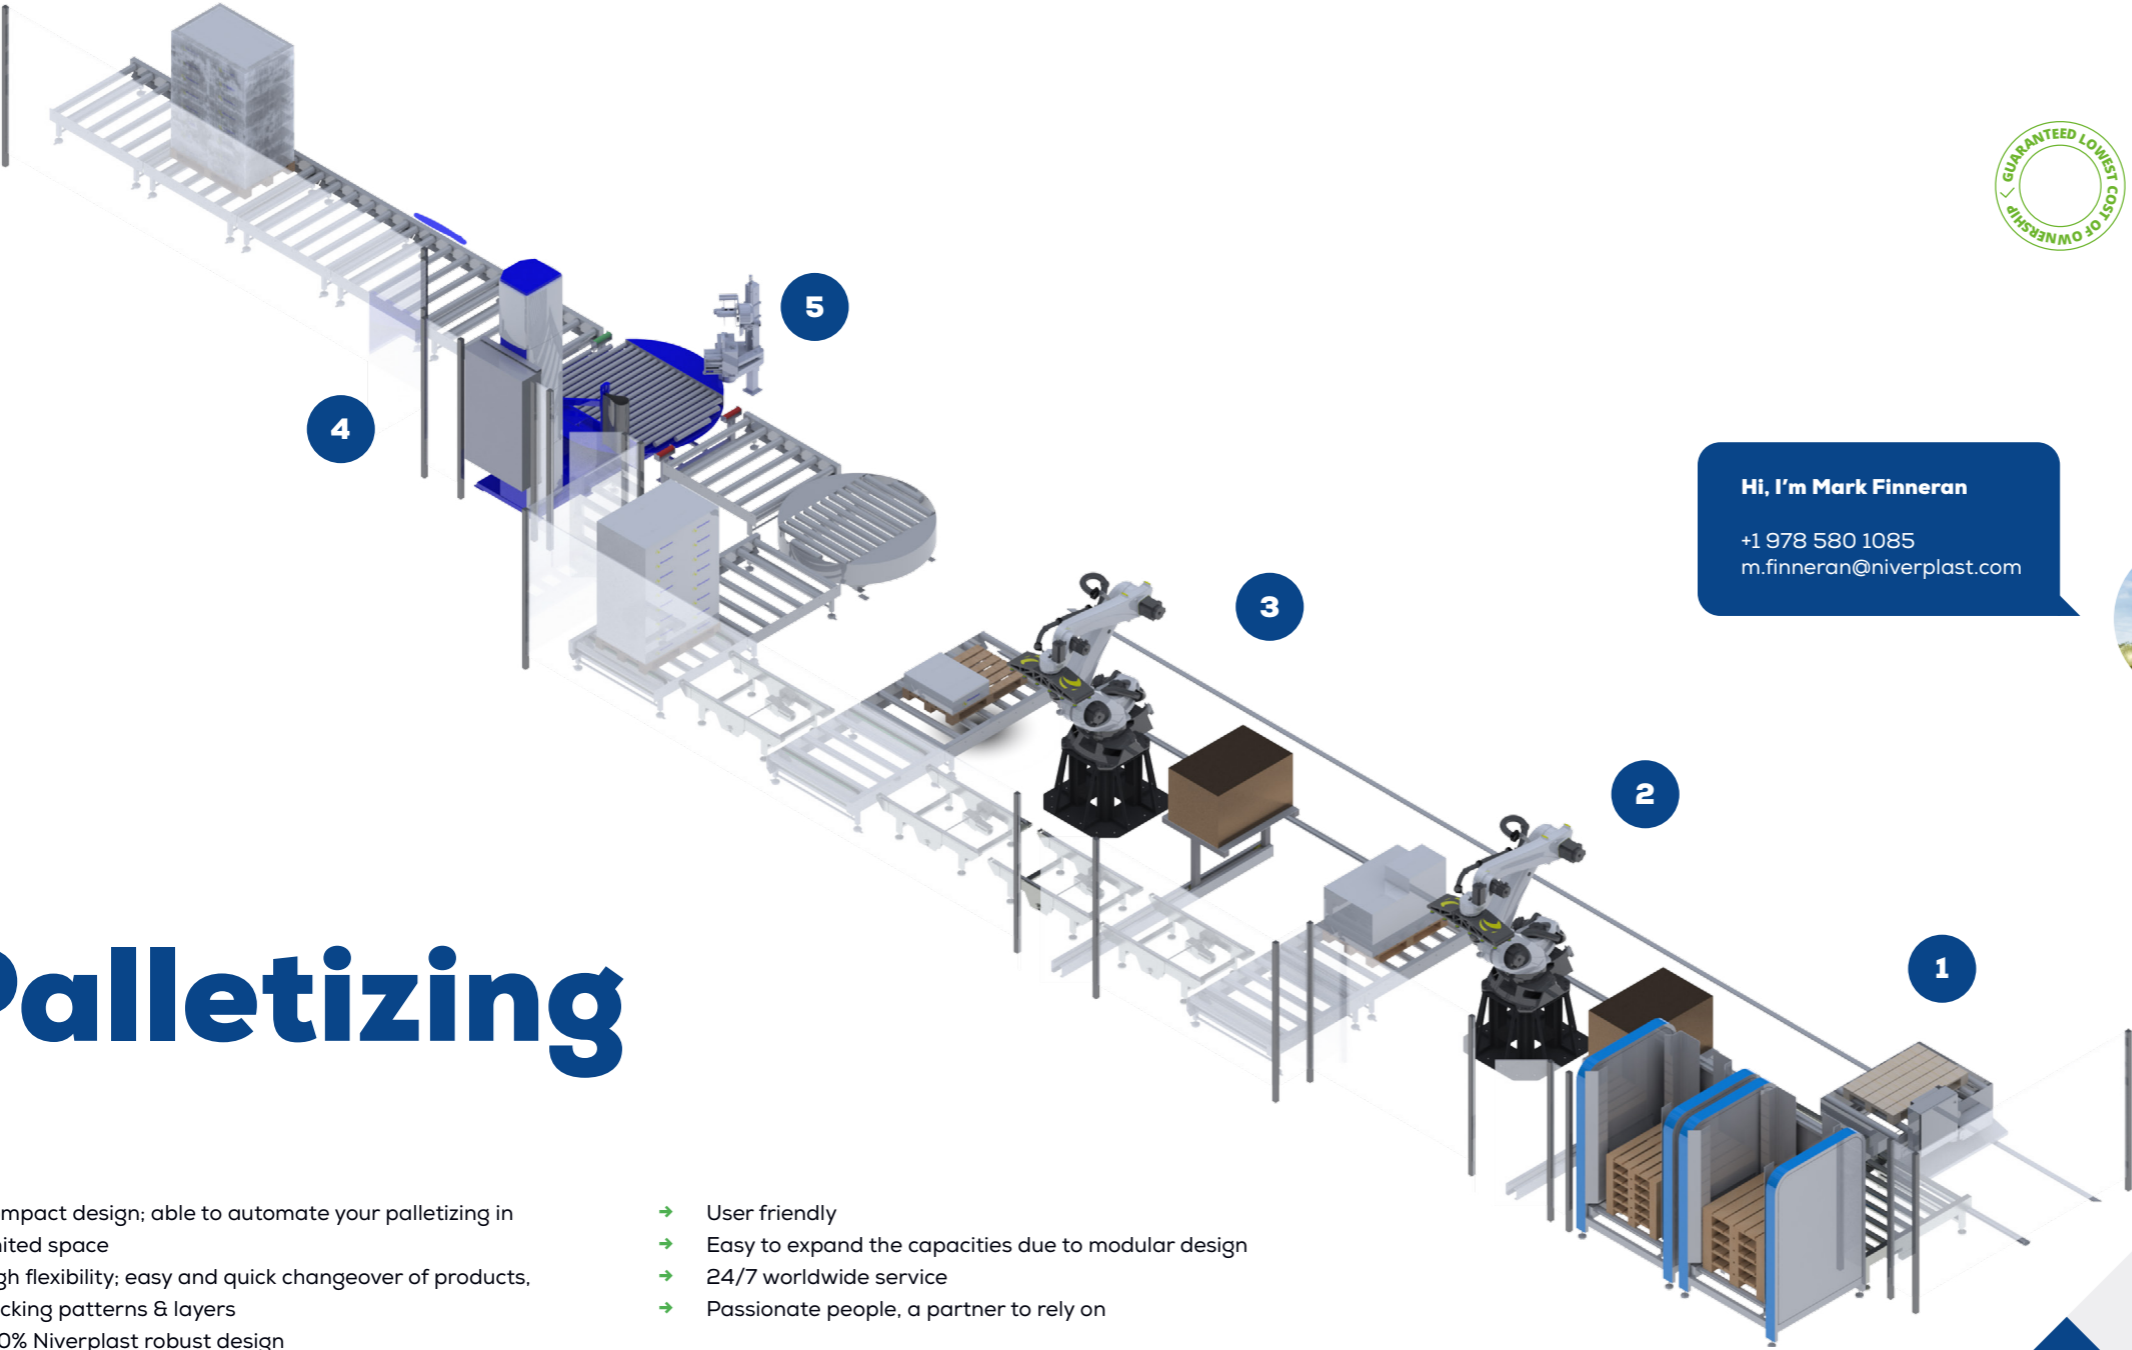 GUARANTEED LOWEST COST OF OWNERSHIP
5
4
Hi, I'm Mark Finneran
+1 978 580 1085
m.finneran@niverplast.com
3
2
1
Palletizing
mpact design; able to automate your palletizing in
ited space
gh flexibility; easy and quick changeover of products,
cking patterns & layers
0% Niverplast robust design
→ User friendly
→ Easy to expand the capacities due to modular design
→ 24/7 worldwide service
→ Passionate people, a partner to rely on